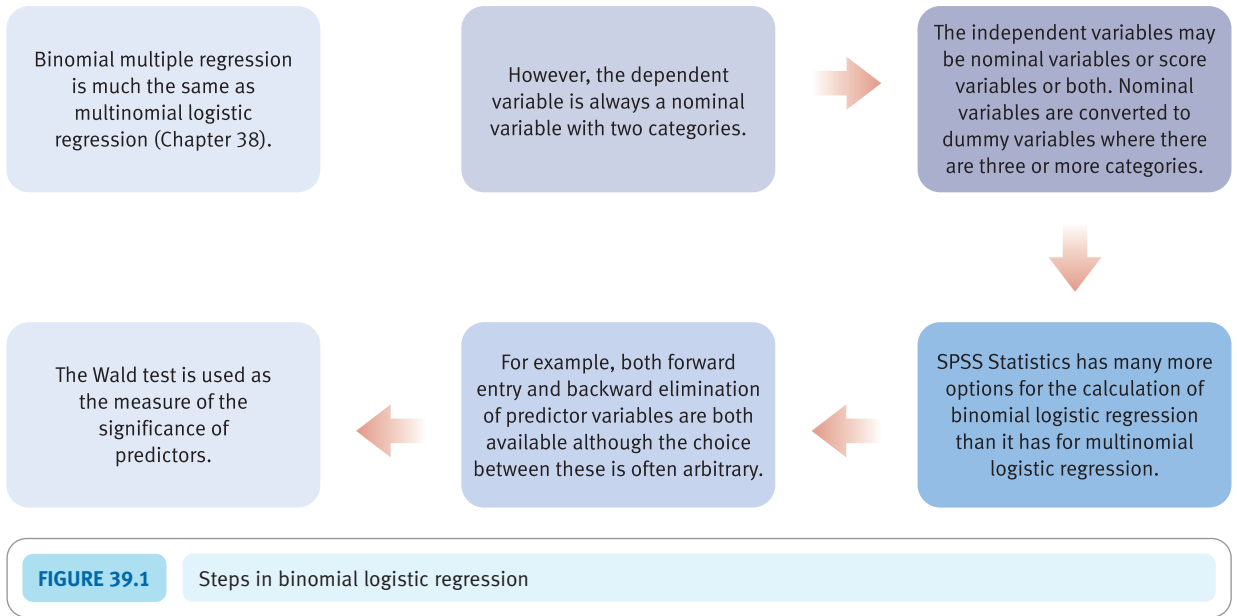 Binomial multiple regression
is much the same as
multinomial logistic
regression (Chapter 38).
However, the dependent
variable is always a nominal
variable with two categories.
The independent variables may
be nominal variables or score
variables or both. Nominal
variables are converted to
dummy variables where there
are three or more categories.
SPSS Statistics has many more
options for the calculation of
binomial logistic regression
than it has for multinomial
logistic regression.
For example, both forward
entry and backward elimination
of predictor variables are both
available although the choice
between these is often arbitrary.
The Wald test is used as
the measure of the
significance of
predictors.
FIGURE 39.1 Steps in binomial logistic regression